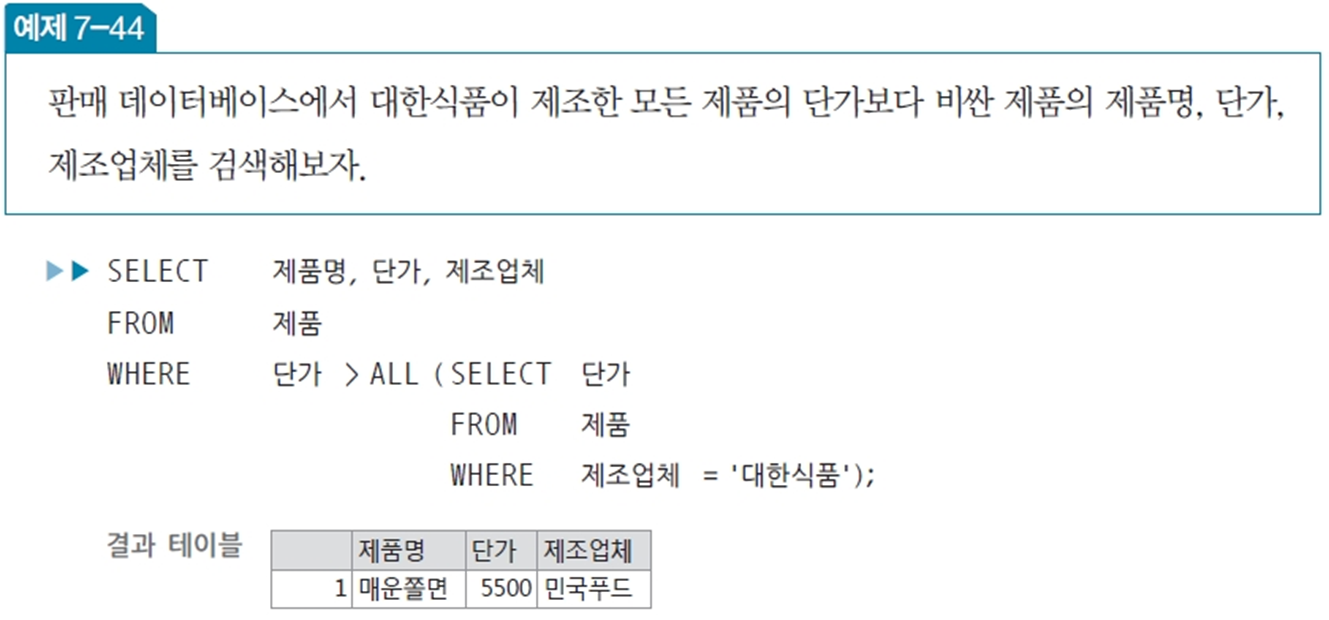 예제 7-44
판매 데이터베이스에서 대한식품이 제조한 모든 제품의 단가보다 비싼 제품의 제품명, 단가,
제조업체를 검색해보자.
▶▶ SELECT 제품명, 단가, 제조업체
FROM 제품
WHERE 단가 > ALL (SELECT 단가
FROM 제품
WHERE 제조업체 = '대한식품');
결과 테이블
제품명 단가 제조업체
1 매운쫄면 5500 민국푸드